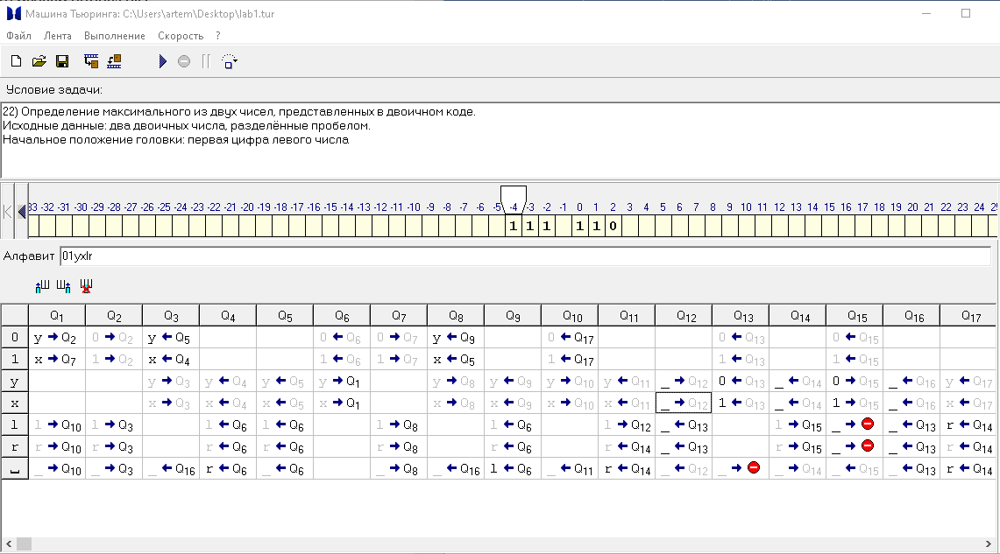 Машина Тьюринга: C:\Users\artem\Desktop\lab1.tur
Файл Лента Выполнение Скорость ?
Условие задачи:
22) Определение максимального из двух чисел, представленных в двоичном коде.
Исходные данные: два двоичных числа, разделённые пробелом.
Начальное положение головки: первая цифра левого числа
-32 -31 -30 -29 -28 -27 -26 -25 -24 -23 -22 -21 -20 -19 -18 -17 -16 -15 -14 -13 -12 -11 -10 -9 -8 -7 -6 -5 -4 -3 -2 -1 0 1 2 3 4 5 6 7 8 9 10 11 12 13 14 15 16 17 18 19 20 21 22 23 24
1 1 1 1 1 0
Алфавит 01yxlr
Q1 Q2 Q3 Q4 Q5 Q6 Q7 Q8 Q9 Q10 Q11 Q12 Q13 Q14 Q15 Q16 Q17
0 y → Q2 0 → Q2 y ← Q5 0 ← Q6 0 → Q7 y ← Q9 0 ← Q17 0 ← Q13 0 ← Q15
1 x → Q7 1 → Q2 x ← Q4 1 ← Q6 1 → Q7 x ← Q5 1 ← Q17 1 ← Q13 1 ← Q15
y y → Q3 y ← Q4 y ← Q5 y → Q1 y → Q8 y ← Q9 y → Q10 y ← Q11 _ → Q12 0 ← Q13 _ ← Q14 0 → Q15 _ ← Q16 y ← Q17
x x → Q3 x ← Q4 x ← Q5 x → Q1 x → Q8 x ← Q9 x → Q10 x ← Q11 _ → Q12 1 ← Q13 _ ← Q14 1 → Q15 _ ← Q16 x ← Q17
l l → Q10 l → Q3 l ← Q6 l ← Q6 l → Q8 l ← Q6 l → Q12 _ ← Q13 l → Q15 _ → _ ← Q13 r ← Q14
r r → Q10 r → Q3 r ← Q6 r ← Q6 r → Q8 r ← Q6 r ← Q14 _ ← Q13 r → Q15 _ → _ ← Q13 r ← Q14
_ → Q10 _ → Q3 _ ← Q16 r ← Q6 _ ← Q6 _ → Q8 _ ← Q16 l ← Q6 _ ← Q11 r ← Q14 _ ← Q12 _ → _ → Q14 _ ← Q15 _ ← Q13 r ← Q14